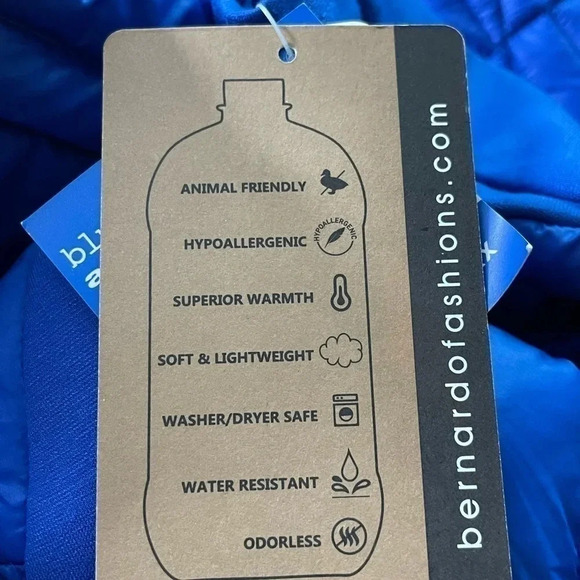 ANIMAL FRIENDLY
HYPOALLERGENIC
HYPOALLERGENIC
SUPERIOR WARMTH
SOFT & LIGHTWEIGHT
WASHER/DRYER SAFE
WATER RESISTANT
ODORLESS
bernardofashions.com